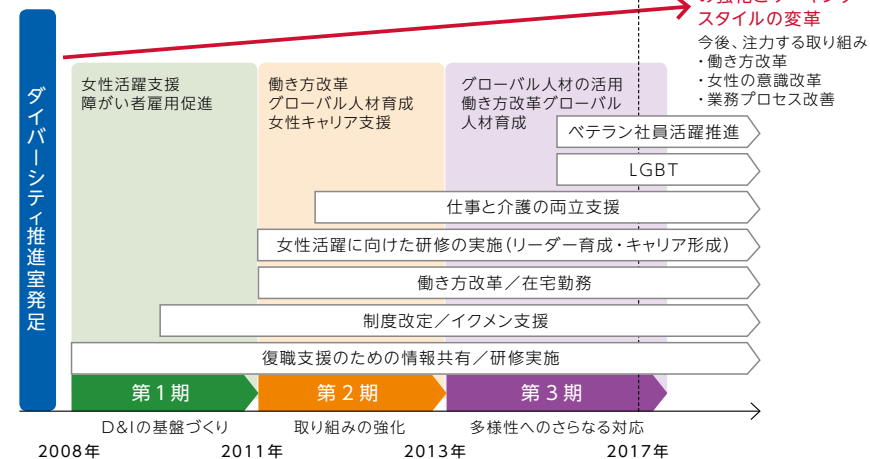 スタイルの変革
今後、注力する取り組み
・働き方改革
・女性の意識改革
・業務プロセス改善
ダイバーシティ推進室発足
女性活躍支援
障がい者雇用促進
働き方改革
グローバル人材育成
女性キャリア支援
グローバル人材の活用
働き方改革グローバル
人材育成
ベテラン社員活躍推進
LGBT
仕事と介護の両立支援
女性活躍に向けた研修の実施(リーダー育成・キャリア形成)
働き方改革/在宅勤務
制度改定/イクメン支援
復職支援のための情報共有/研修実施
第1期
第2期
第3期
D&Iの基盤づくり
取り組みの強化
多様性へのさらなる対応
2008年
2011年
2013年
2017年